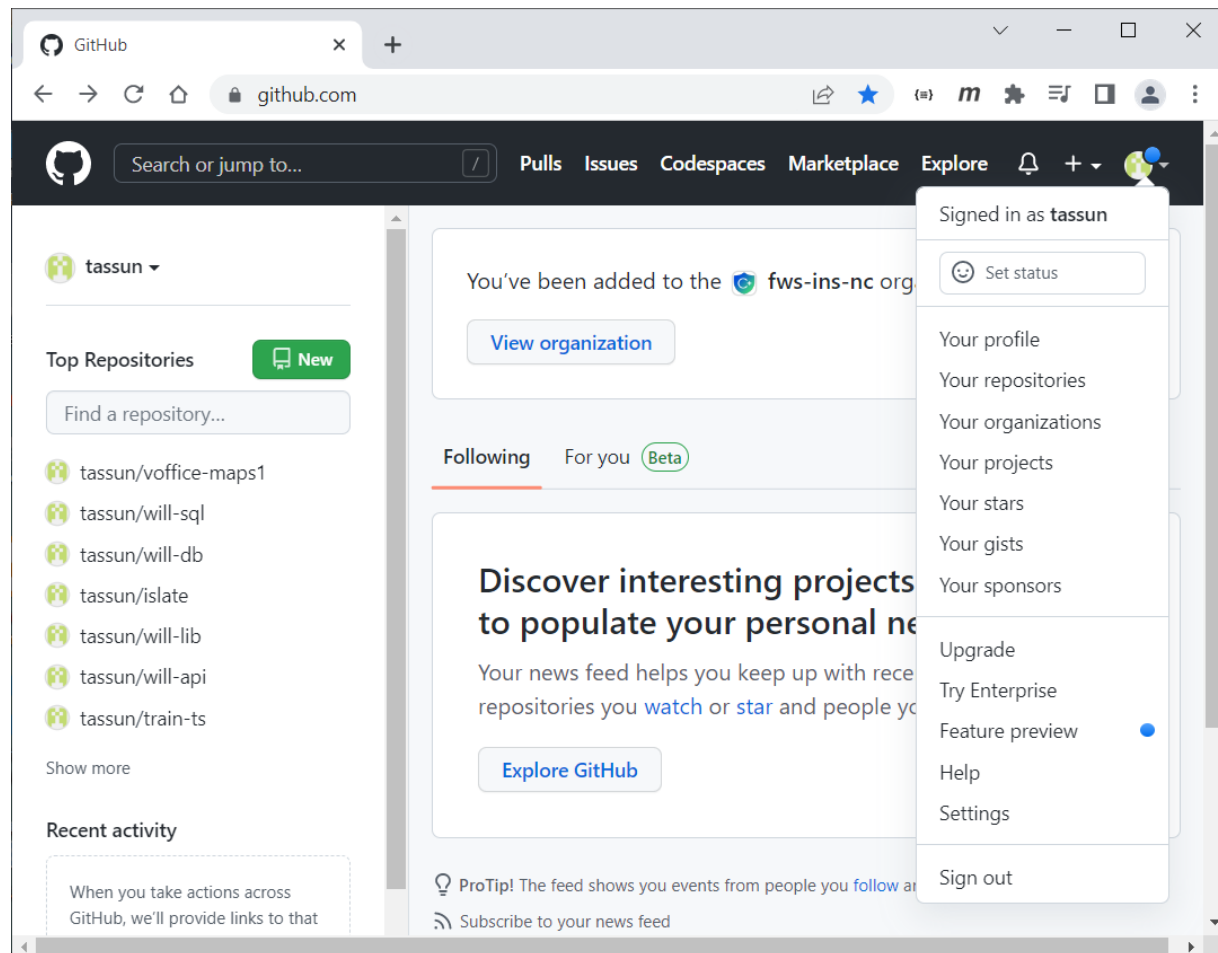 GitHub
github.com
Search or jump to... /
Pulls Issues Codespaces Marketplace Explore
Signed in as tassun
Set status
Your profile
Your repositories
Your organizations
Your projects
Your stars
Your gists
Your sponsors
Upgrade
Try Enterprise
Feature preview
Help
Settings
Sign out
tassun
Top Repositories
New
Find a repository...
tassun/voffice-maps1
tassun/will-sql
tassun/will-db
tassun/islate
tassun/will-lib
tassun/will-api
tassun/train-ts
Show more
Recent activity
When you take actions across
GitHub, we'll provide links to that
You've been added to the fws-ins-nc
View organization
Following For you Beta
Discover interesting projects
to populate your personal
Your news feed helps you keep up with
repositories you watch or star and people
Explore GitHub
ProTip! The feed shows you events from people you follow
Subscribe to your news feed